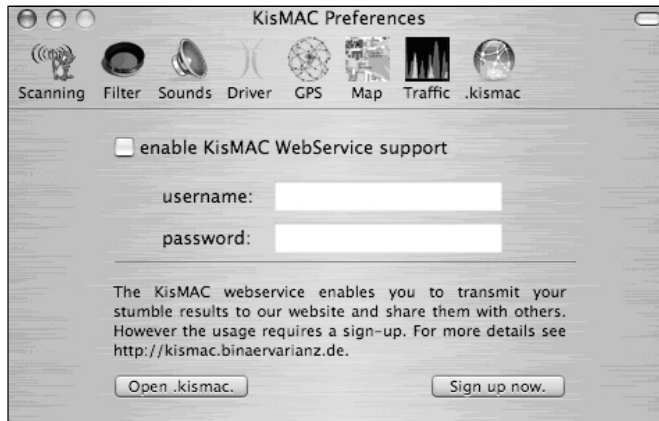 KisMAC Preferences
Scanning Filter Sounds Driver GPS Map Traffic .kismac
enable KisMAC WebService support
username:
password:
The KisMAC webservice enables you to transmit your
stumble results to our website and share them with others.
However the usage requires a sign-up. For more details see
http://kismac.binaervarianz.de.
Open .kismac. Sign up now.